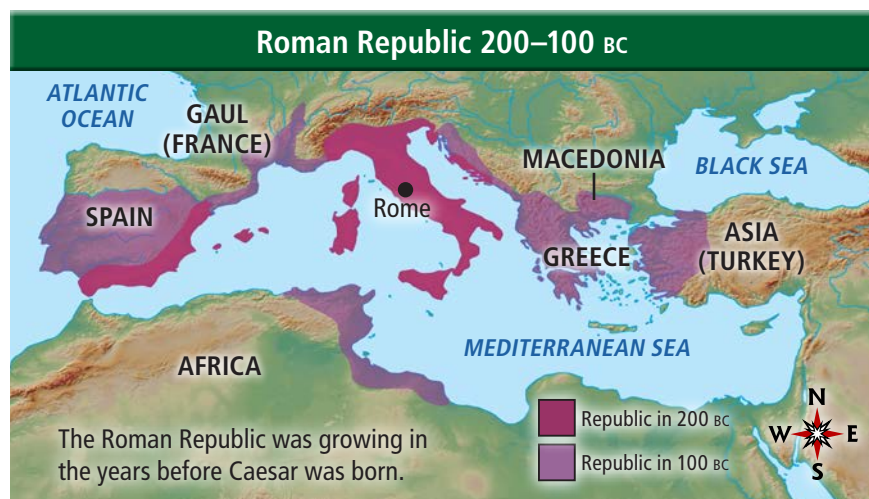 Roman Republic 200–100 BC
ATLANTIC
OCEAN
GAUL
(FRANCE)
MACEDONIA
BLACK SEA
SPAIN
Rome
GREECE
ASIA
(TURKEY)
MEDITERRANEAN SEA
AFRICA
The Roman Republic was growing in
the years before Caesar was born.
Republic in 200 BC
Republic in 100 BC
N
W E
S